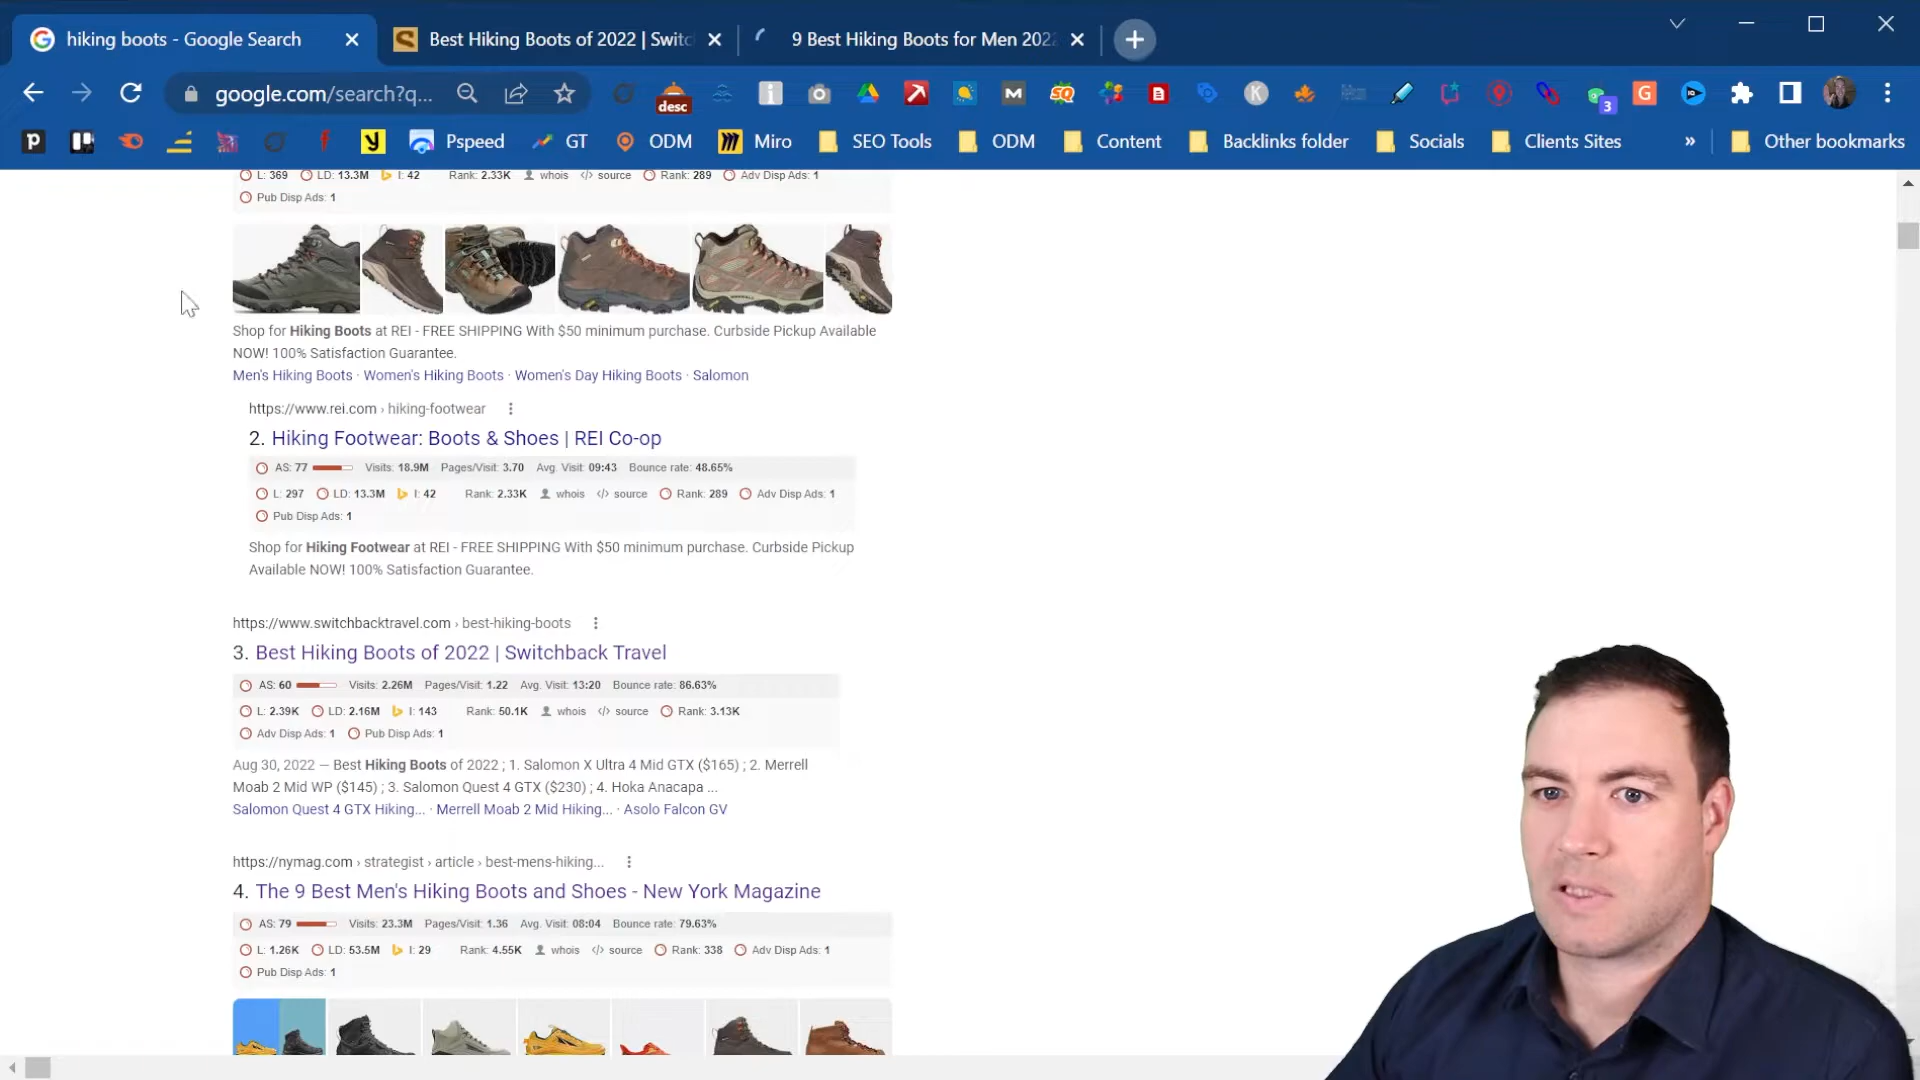 hiking boots - Google Search
Best Hiking Boots of 2022 | Switc
9 Best Hiking Boots for Men 2022
google.com/search?q...
desc
3
Pspeed
GT
ODM
Miro
SEO Tools
ODM
Content
Backlinks folder
Socials
Clients Sites
»
Other bookmarks
L: 369 LD: 13.3M I: 42 Rank: 2.33K whois </> source Rank: 289 Adv Disp Ads: 1
Pub Disp Ads: 1
Shop for Hiking Boots at REI - FREE SHIPPING With $50 minimum purchase. Curbside Pickup Available
NOW! 100% Satisfaction Guarantee.
Men's Hiking Boots · Women's Hiking Boots · Women's Day Hiking Boots · Salomon
https://www.rei.com › hiking-footwear
2. Hiking Footwear: Boots & Shoes | REI Co-op
AS: 77 Visits: 18.9M Pages/Visit: 3.70 Avg. Visit: 09:43 Bounce rate: 48.65%
L: 297 LD: 13.3M I: 42 Rank: 2.33K whois </> source Rank: 289 Adv Disp Ads: 1
Pub Disp Ads: 1
Shop for Hiking Footwear at REI - FREE SHIPPING With $50 minimum purchase. Curbside Pickup
Available NOW! 100% Satisfaction Guarantee.
https://www.switchbacktravel.com › best-hiking-boots
3. Best Hiking Boots of 2022 | Switchback Travel
AS: 60 Visits: 2.26M Pages/Visit: 1.22 Avg. Visit: 13:20 Bounce rate: 86.63%
L: 2.39K LD: 2.16M I: 143 Rank: 50.1K whois </> source Rank: 3.13K
Adv Disp Ads: 1 Pub Disp Ads: 1
Aug 30, 2022 — Best Hiking Boots of 2022 ; 1. Salomon X Ultra 4 Mid GTX ($165) ; 2. Merrell
Moab 2 Mid WP ($145) ; 3. Salomon Quest 4 GTX ($230) ; 4. Hoka Anacapa ...
Salomon Quest 4 GTX Hiking... · Merrell Moab 2 Mid Hiking... · Asolo Falcon GV
https://nymag.com › strategist › article › best-mens-hiking...
4. The 9 Best Men's Hiking Boots and Shoes - New York Magazine
AS: 79 Visits: 23.3M Pages/Visit: 1.36 Avg. Visit: 08:04 Bounce rate: 79.63%
L: 1.26K LD: 53.5M I: 29 Rank: 4.55K whois </> source Rank: 338 Adv Disp Ads: 1
Pub Disp Ads: 1